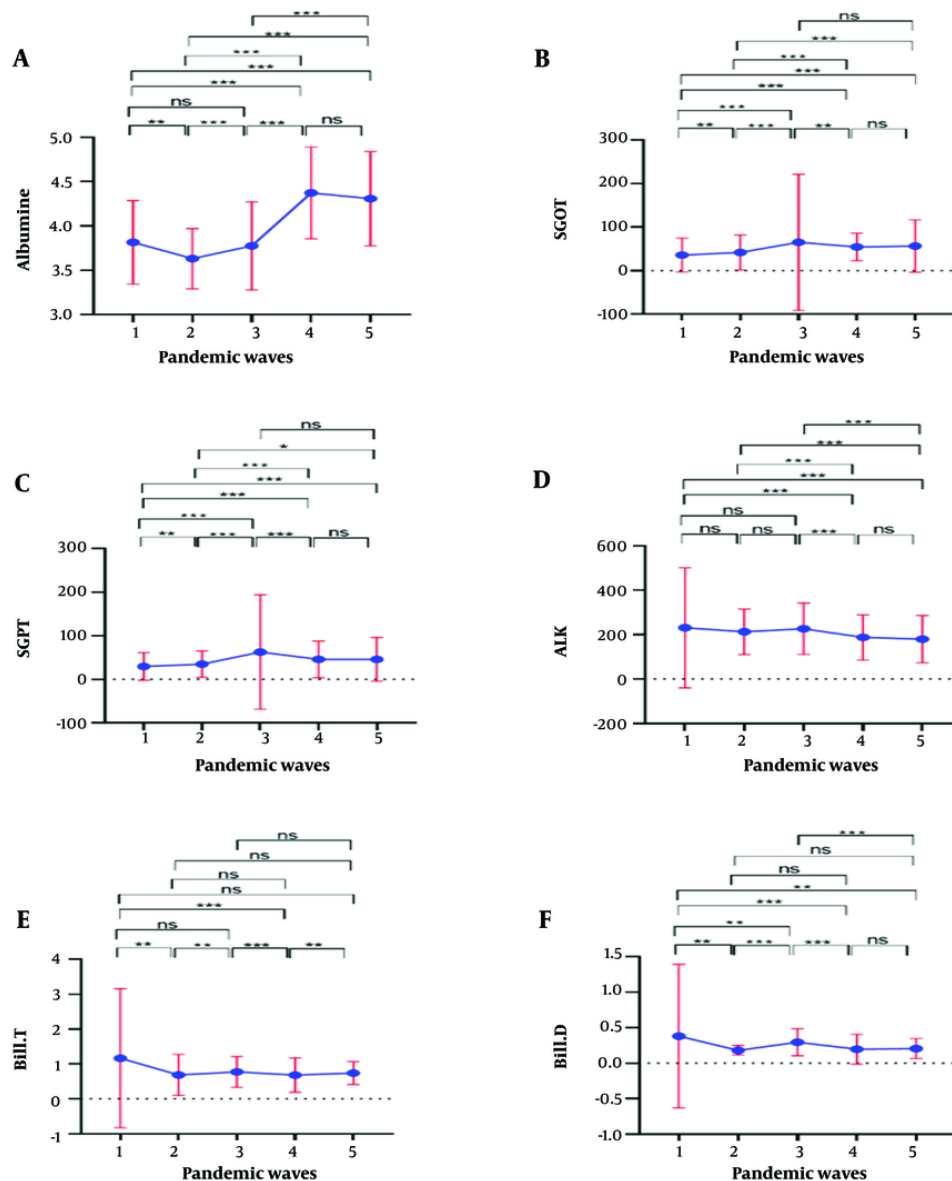 A
***
***
***
***
***
ns
** *** *** ns
5.0
4.5
4.0
3.5
3.0
Albumine
1 2 3 4 5
Pandemic waves
B
ns
***
***
***
***
***
** *** ** ns
300
200
100
0
-100
SGOT
1 2 3 4 5
Pandemic waves
C
ns
*
***
***
***
***
** *** *** ns
300
200
100
0
-100
SGPT
1 2 3 4 5
Pandemic waves
D
***
***
***
***
***
ns
ns ns *** ns
600
400
200
0
-200
ALK
1 2 3 4 5
Pandemic waves
E
ns
ns
ns
ns
***
ns
** ** *** **
4
3
2
1
0
-1
Bill.T
1 2 3 4 5
Pandemic waves
F
***
ns
ns
**
***
**
** *** *** ns
1.5
1.0
0.5
0.0
-0.5
-1.0
Bill.D
1 2 3 4 5
Pandemic waves